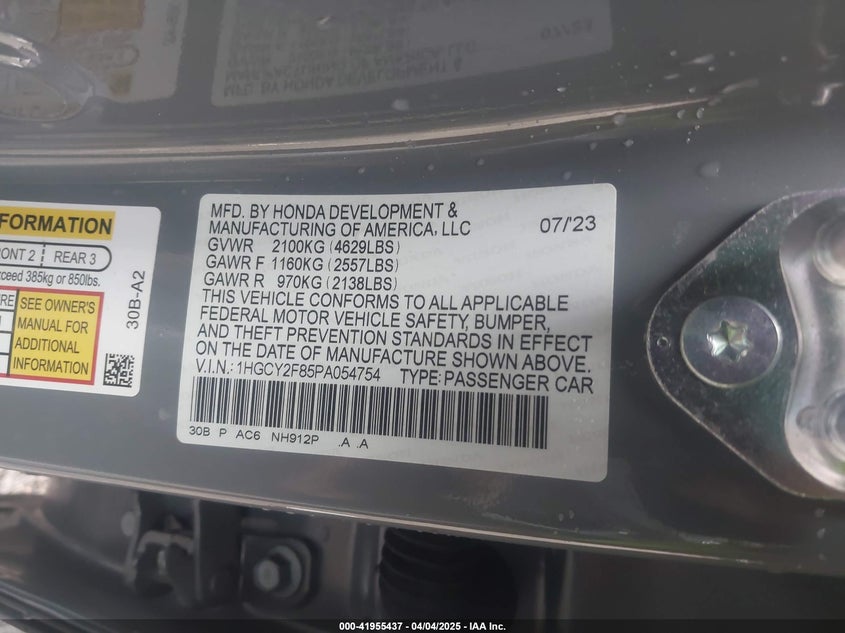 FORMATION
ONT 2 | REAR 3
ceed 385kg or 850lbs.
SEE OWNER'S
MANUAL FOR
ADDITIONAL
INFORMATION
30B-A2
MFD. BY HONDA DEVELOPMENT &
MANUFACTURING OF AMERICA, LLC 07/'23
GVWR 2100KG (4629LBS)
GAWR F 1160KG (2557LBS)
GAWR R 970KG (2138LBS)
THIS VEHICLE CONFORMS TO ALL APPLICABLE
FEDERAL MOTOR VEHICLE SAFETY, BUMPER,
AND THEFT PREVENTION STANDARDS IN EFFECT
ON THE DATE OF MANUFACTURE SHOWN ABOVE.
V.I.N.: 1HGCY2F85PA054754 TYPE: PASSENGER CAR
30B P AC6 NH912P .A .A
000-41955437 - 04/04/2025 - IAA Inc.